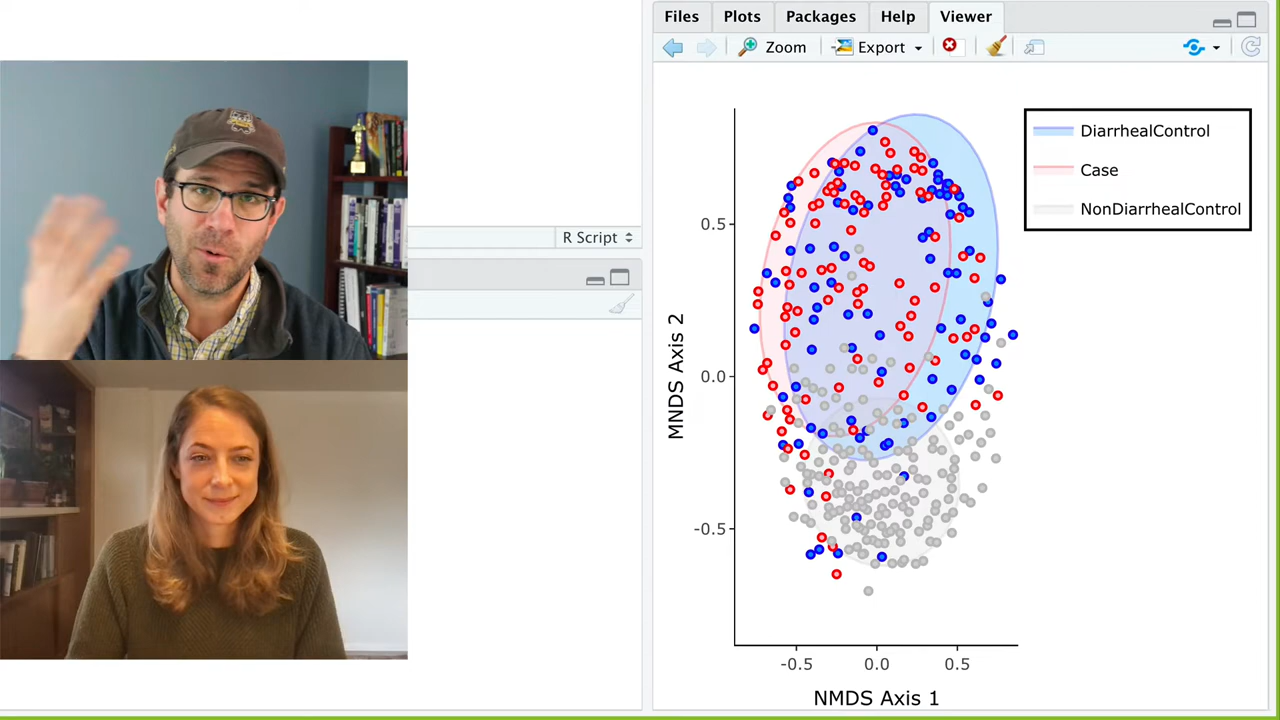 Files Plots Packages Help Viewer
Zoom Export
R Script
DiarrhealControl
Case
NonDiarrhealControl
0.5
0.0
-0.5
MNDS Axis 2
-0.5 0.0 0.5
NMDS Axis 1